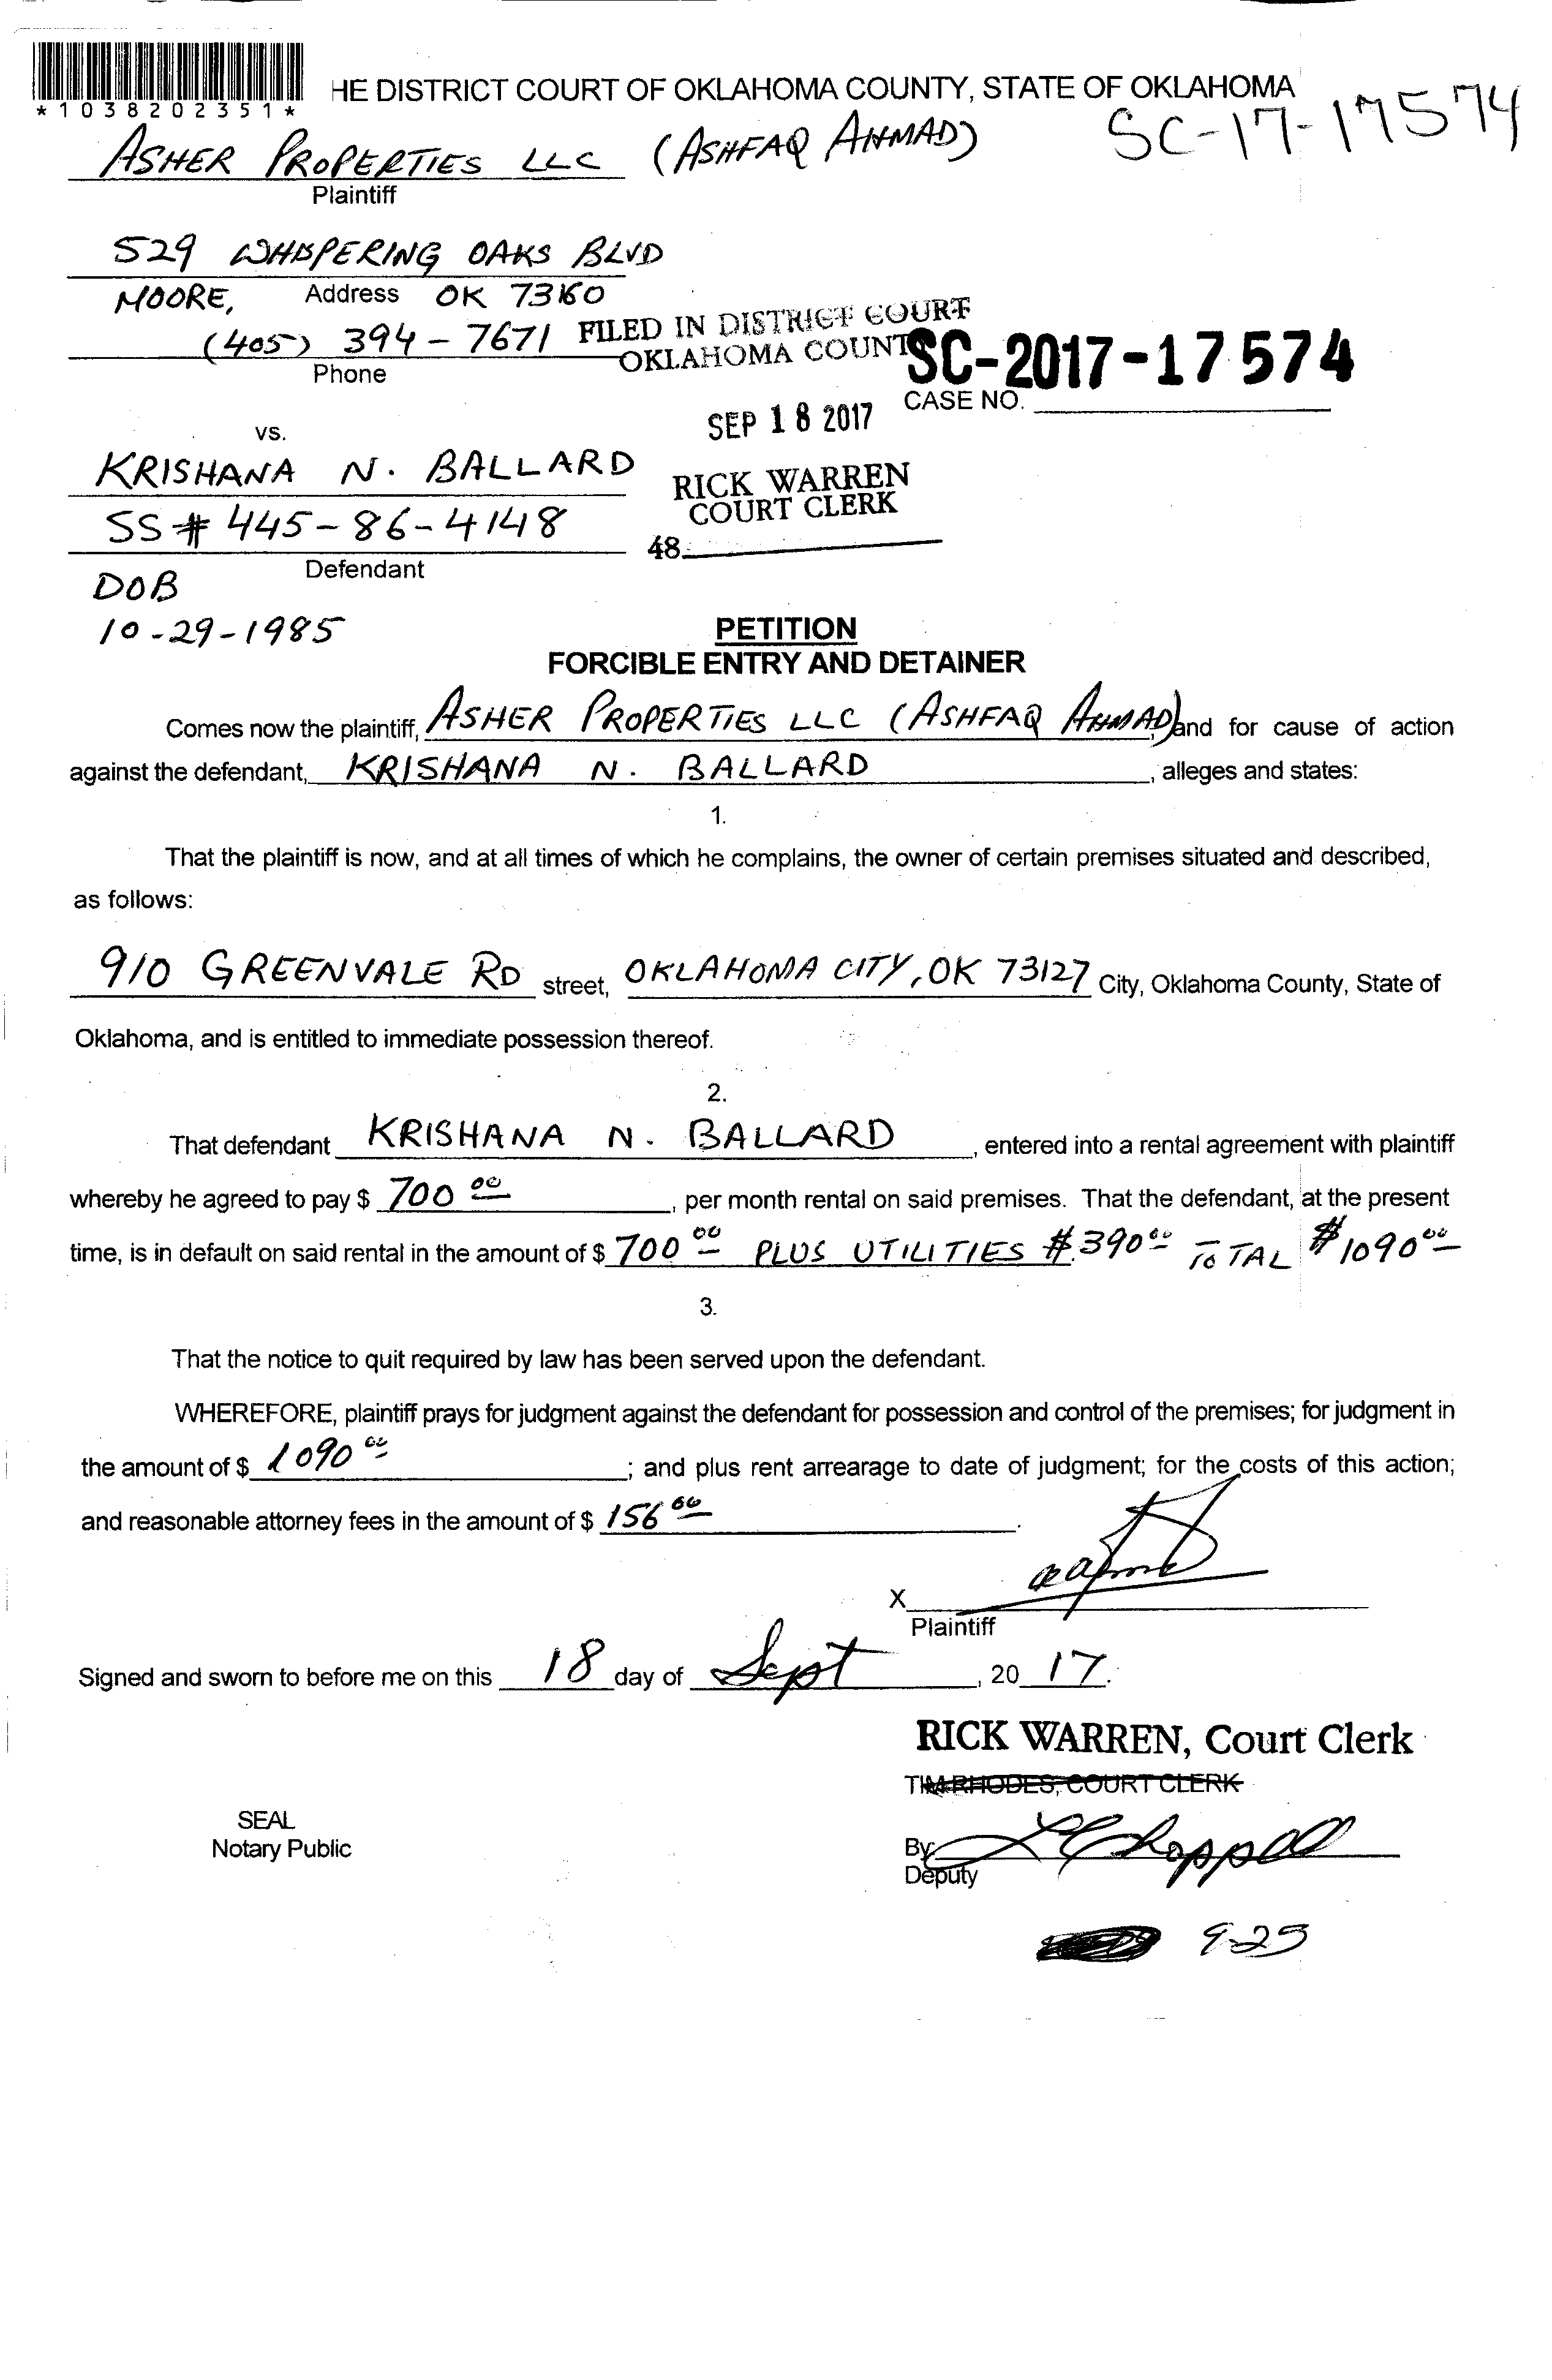 HE DISTRICT COURT OF OKLAHOMA COUNTY, STATE OF OKLAHOMA
*1038202351*
SC-17-17574
ASHER PROPERTIES LLC (ASHFAQ AHMAD)
Plaintiff
529 WHISPERING OAKS BLVD
MOORE, Address OK 73160
(405) 394-7671 FILED IN DISTRICT COURT
OKLAHOMA COUNT SC-2017-17574
Phone
CASE NO.
SEP 18 2017
vs.
KRISHANA N. BALLARD
RICK WARREN
COURT CLERK
SS# 445-86-4148
48
Defendant
DOB
10-29-1985
PETITION
FORCIBLE ENTRY AND DETAINER
Comes now the plaintiff, ASHER PROPERTIES LLC (ASHFAQ AHMAD) and for cause of action
against the defendant, KRISHANA N. BALLARD, alleges and states:
1.
That the plaintiff is now, and at all times of which he complains, the owner of certain premises situated and described,
as follows:
910 GREENVALE RD street, OKLAHOMA CITY, OK 73127 City, Oklahoma County, State of
Oklahoma, and is entitled to immediate possession thereof.
2.
That defendant KRISHANA N. BALLARD, entered into a rental agreement with plaintiff
whereby he agreed to pay $ 700 00, per month rental on said premises. That the defendant, at the present
time, is in default on said rental in the amount of $ 700 00 PLUS UTILITIES $390 00 TOTAL $1090 00
3.
That the notice to quit required by law has been served upon the defendant.
WHEREFORE, plaintiff prays for judgment against the defendant for possession and control of the premises; for judgment in
the amount of $ 1090 00; and plus rent arrearage to date of judgment; for the costs of this action;
and reasonable attorney fees in the amount of $ 156 00.
X
Plaintiff
Signed and sworn to before me on this 18 day of Sept, 20 17.
RICK WARREN, Court Clerk
TIM RHODES, COURT CLERK
SEAL
Notary Public
By
Deputy
9-25